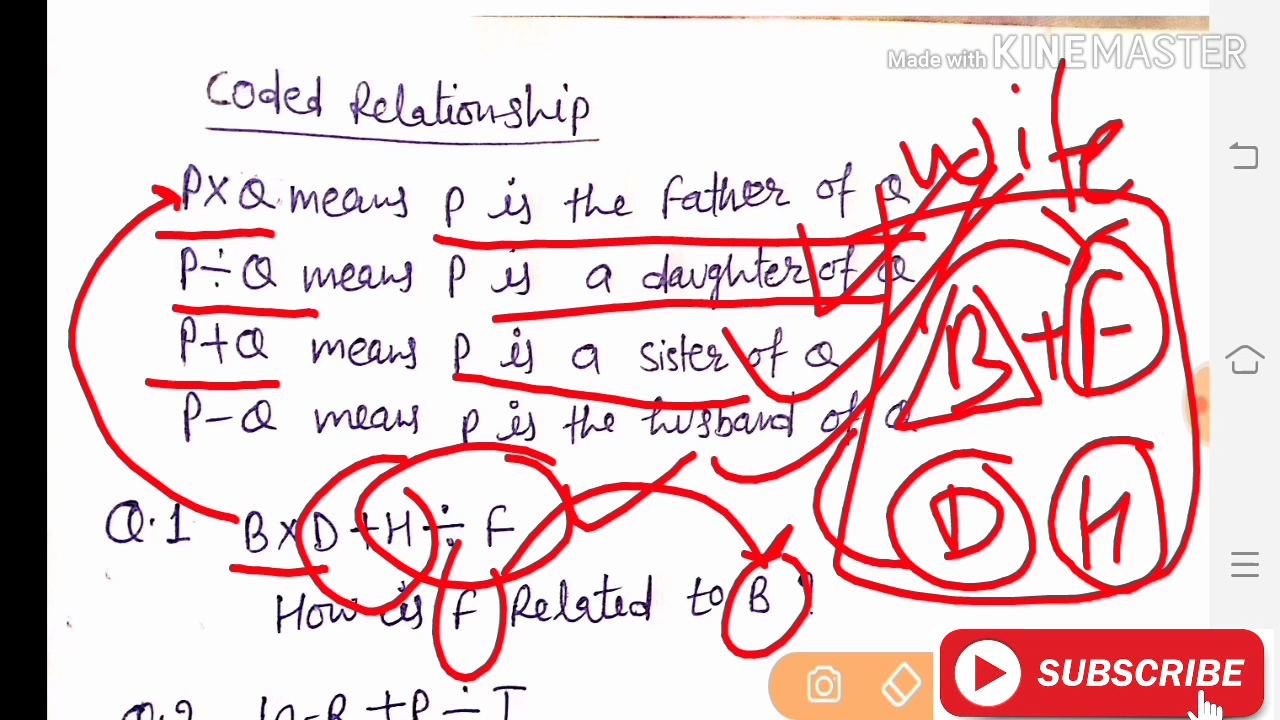 Made with KINEMASTER
Coded Relationship
P×Q means P is the Father of Q
P÷Q means P is a daughter of Q
P+Q means P is a sister of Q
P-Q means P is the husband of Q
wife
B + F
D H
Q.1 B×D+H÷F
How is F Related to B?
SUBSCRIBE
+P÷T